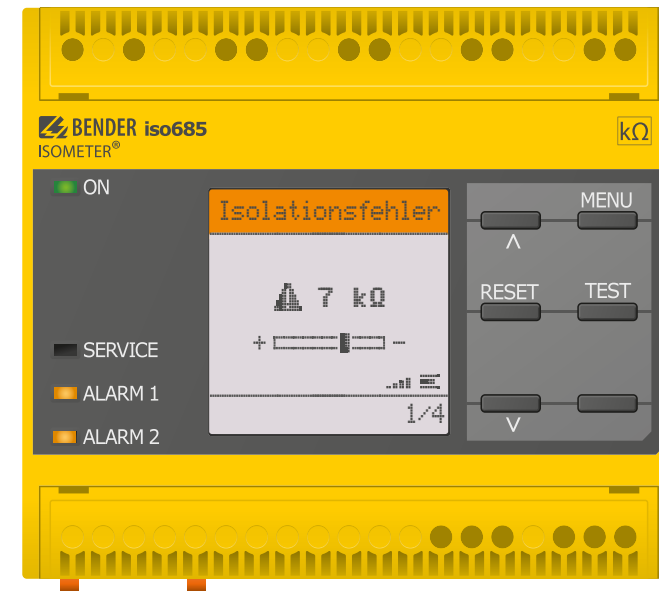 BENDER iso685
ISOMETER®
kΩ
ON
Isolationsfehler
7 kΩ
+ -
1/4
SERVICE
ALARM 1
ALARM 2
MENU
∧
RESET TEST
∨